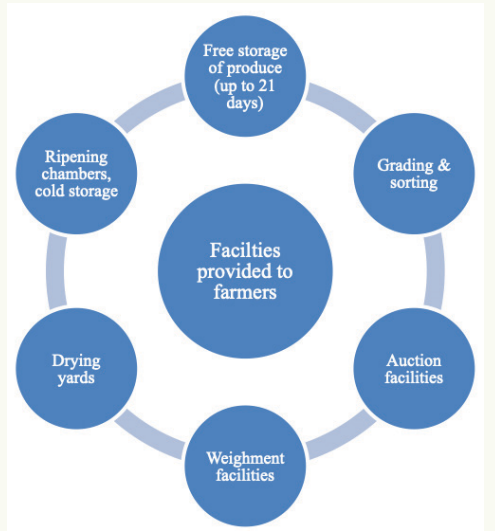 Free storage
of produce
(up to 21
days)
Grading &
sorting
Auction
facilities
Weighment
facilities
Drying
yards
Ripening
chambers,
cold storage
Facilties
provided to
farmers